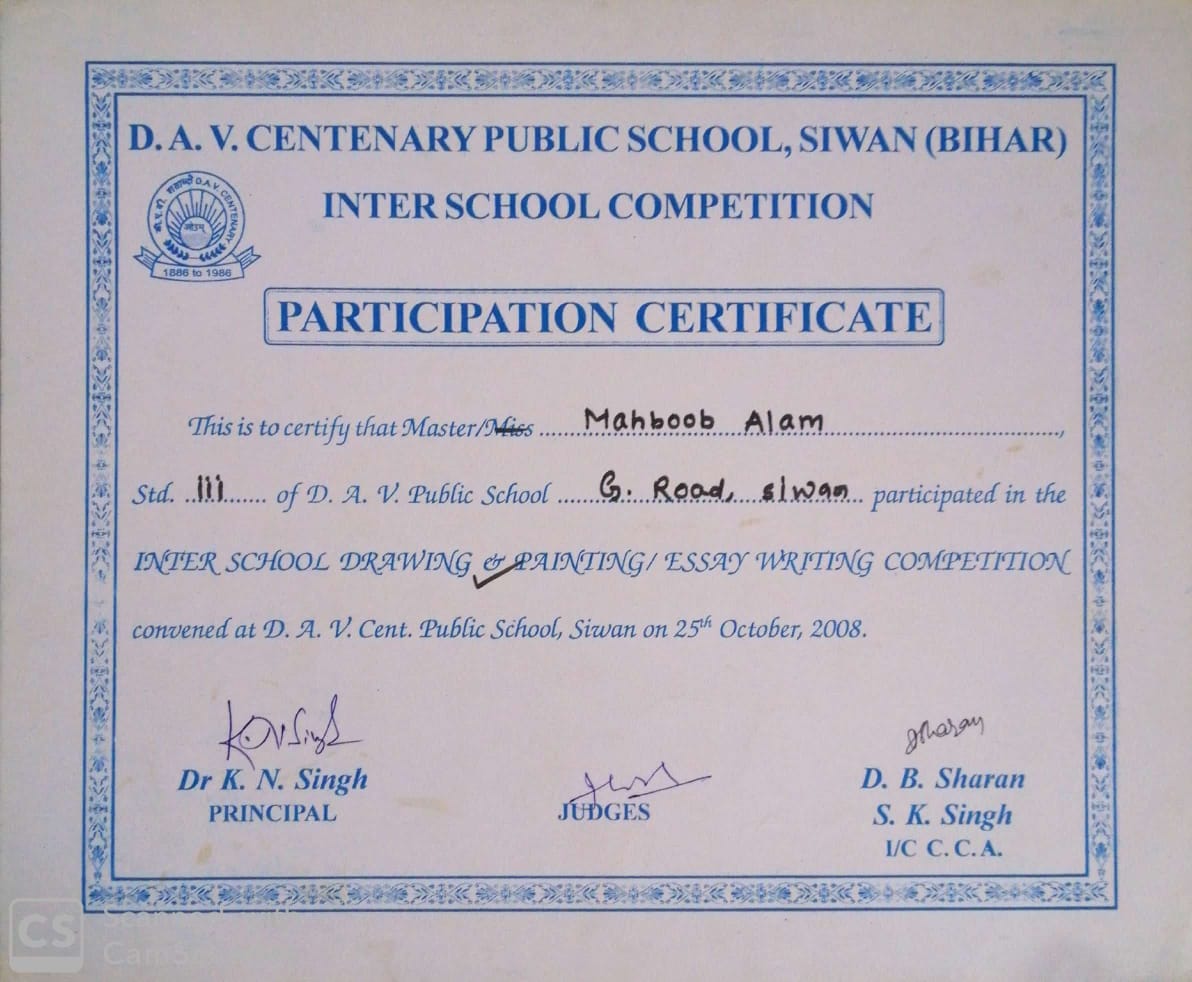 D. A. V. CENTENARY PUBLIC SCHOOL, SIWAN (BIHAR)
INTER SCHOOL COMPETITION
D.A.V. CENTENARY
ओउम्
1886 to 1986
PARTICIPATION CERTIFICATE
This is to certify that Master/Miss Mahboob Alam,
Std. III of D. A. V. Public School G. Road, siwan participated in the
INTER SCHOOL DRAWING & PAINTING/ ESSAY WRITING COMPETITION
convened at D. A. V. Cent. Public School, Siwan on 25th October, 2008.
Dr K. N. Singh
PRINCIPAL
JUDGES
D. B. Sharan
S. K. Singh
I/C C. C. A.
CS Scanned with
CamScanner